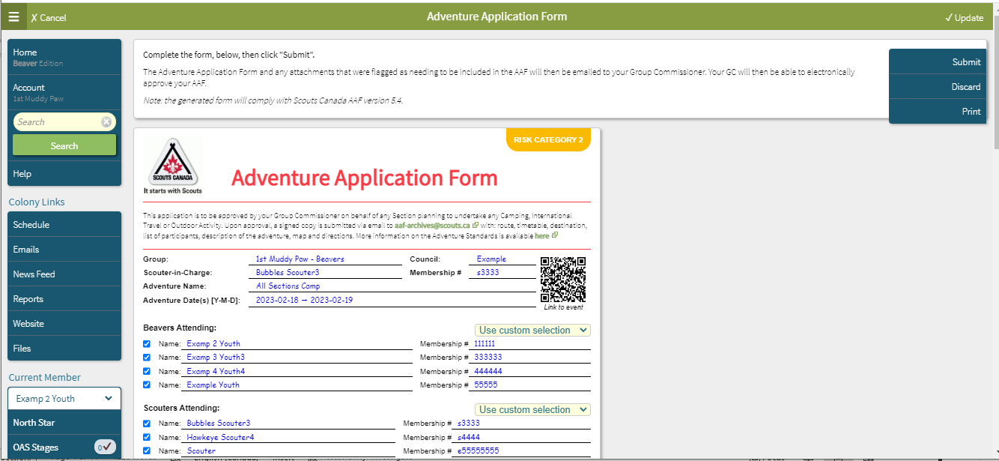 ☰ ✗ Cancel
Adventure Application Form
✓ Update
Home
Beaver Edition
Account
1st Muddy Paw
Search
Search
Help
Colony Links
Schedule
Emails
News Feed
Reports
Website
Files
Current Member
Examp 2 Youth
North Star
OAS Stages
0✓
Complete the form, below, then click "Submit".
The Adventure Application Form and any attachments that were flagged as needing to be included in the AAF will then be emailed to your Group Commissioner. Your GC will then be able to electronically
approve your AAF.
Note: the generated form will comply with Scouts Canada AAF version 5.4.
Submit
Discard
Print
RISK CATEGORY 2
SCOUTS CANADA
It starts with Scouts
Adventure Application Form
This application is to be approved by your Group Commissioner on behalf of any Section planning to undertake any Camping, International
Travel or Outdoor Activity. Upon approval, a signed copy is submitted via email to aaf-archives@scouts.ca with: route, timetable, destination,
list of participants, description of the adventure, map and directions. More information on the Adventure Standards is available here
Group: 1st Muddy Paw - Beavers Council: Example
Scouter-in-Charge: Bubbles Scouter3 Membership # s3333
Adventure Name: All Sections Camp
Adventure Date(s) [Y-M-D]: 2023-02-18 → 2023-02-19
Link to event
Beavers Attending: Use custom selection
Name: Examp 2 Youth Membership # 111111
Name: Examp 3 Youth3 Membership # 333333
Name: Examp 4 Youth4 Membership # 444444
Name: Example Youth Membership # 55555
Scouters Attending: Use custom selection
Name: Bubbles Scouter3 Membership # s3333
Name: Hawkeye Scouter4 Membership # s4444
Name: Scouter Membership # e55555555